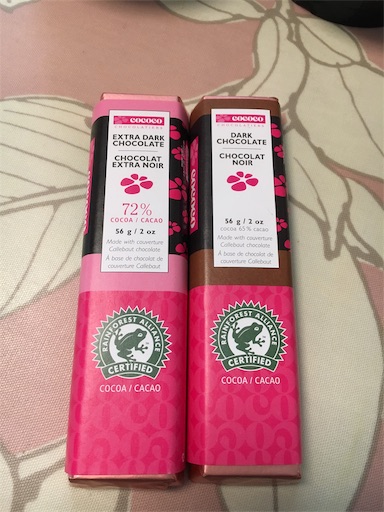 CHOCOLATIERS
EXTRA DARK
CHOCOLATE
CHOCOLAT
EXTRA NOIR
72%
COCOA / CACAO
56 g / 2 oz
Made with couverture
Callebaut chocolate
À base de chocolat de
couverture Callebaut
RAINFOREST ALLIANCE
CERTIFIED
COCOA / CACAO
CHOCOLATIERS
DARK
CHOCOLATE
CHOCOLAT
NOIR
56 g / 2 oz
cocoa 65% cacao
Made with couverture
Callebaut chocolate
À base de chocolat de
couverture Callebaut
RAINFOREST ALLIANCE
CERTIFIED
COCOA / CACAO